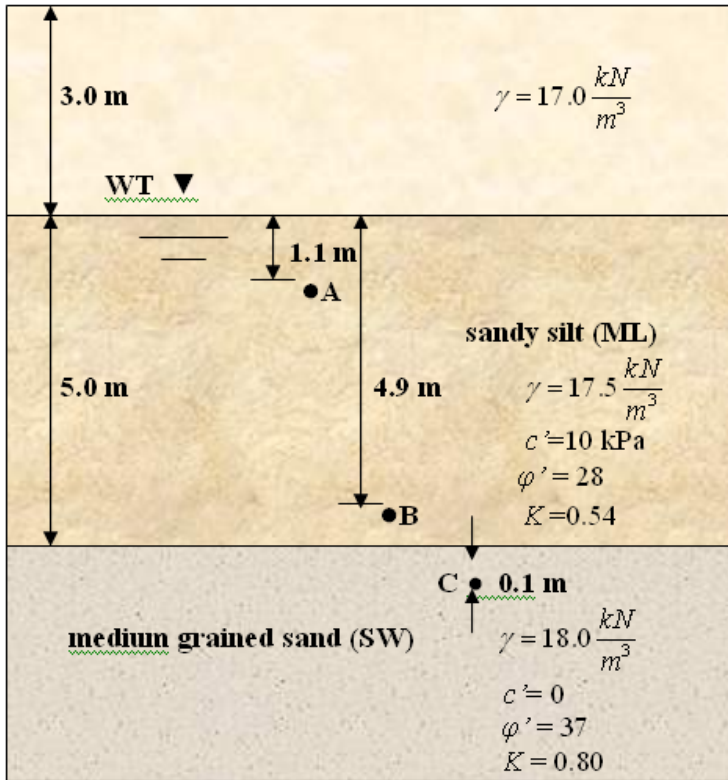 3.0 m
γ = 17.0 kN/m³
WT ▼
1.1 m
A
sandy silt (ML)
γ = 17.5 kN/m³
5.0 m
4.9 m
c'=10 kPa
φ' = 28
B
K=0.54
C
0.1 m
medium grained sand (SW)
γ = 18.0 kN/m³
c'= 0
φ' = 37
K = 0.80